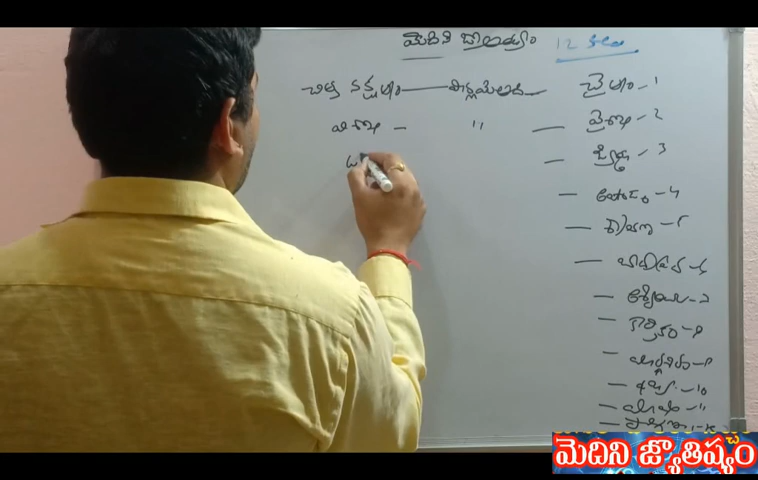 మేదిని జ్యోతిష్యం 12 నెలలు
చిత్త నక్షత్రం — పౌర్ణమి — చైత్రం - 1
విశాఖ — " — వైశాఖ - 2
— జ్యేష్ఠ - 3
— ఆషాడం - 4
— శ్రావణ - 5
— భాద్రపద - 6
— ఆశ్వయుజ - 7
— కార్తీకం - 8
— మార్గశిర - 9
— పుష్య - 10
— మాఘం - 11
— ఫాల్గుణ - 12
మెదిని జ్యొతిష్యం